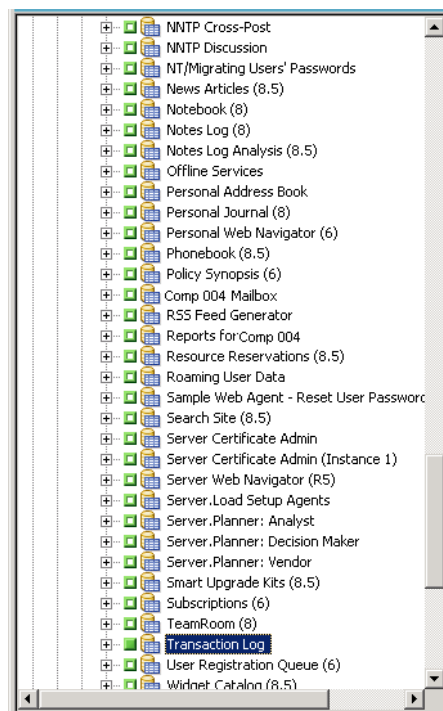 NNTP Cross-Post
NNTP Discussion
NT/Migrating Users' Passwords
News Articles (8.5)
Notebook (8)
Notes Log (8)
Notes Log Analysis (8.5)
Offline Services
Personal Address Book
Personal Journal (8)
Personal Web Navigator (6)
Phonebook (8.5)
Policy Synopsis (6)
Comp 004 Mailbox
RSS Feed Generator
Reports for Comp 004
Resource Reservations (8.5)
Roaming User Data
Sample Web Agent - Reset User Passworc
Search Site (8.5)
Server Certificate Admin
Server Certificate Admin (Instance 1)
Server Web Navigator (R5)
Server.Load Setup Agents
Server.Planner: Analyst
Server.Planner: Decision Maker
Server.Planner: Vendor
Smart Upgrade Kits (8.5)
Subscriptions (6)
TeamRoom (8)
Transaction Log
User Registration Queue (6)
Widget Catalog (8.5)